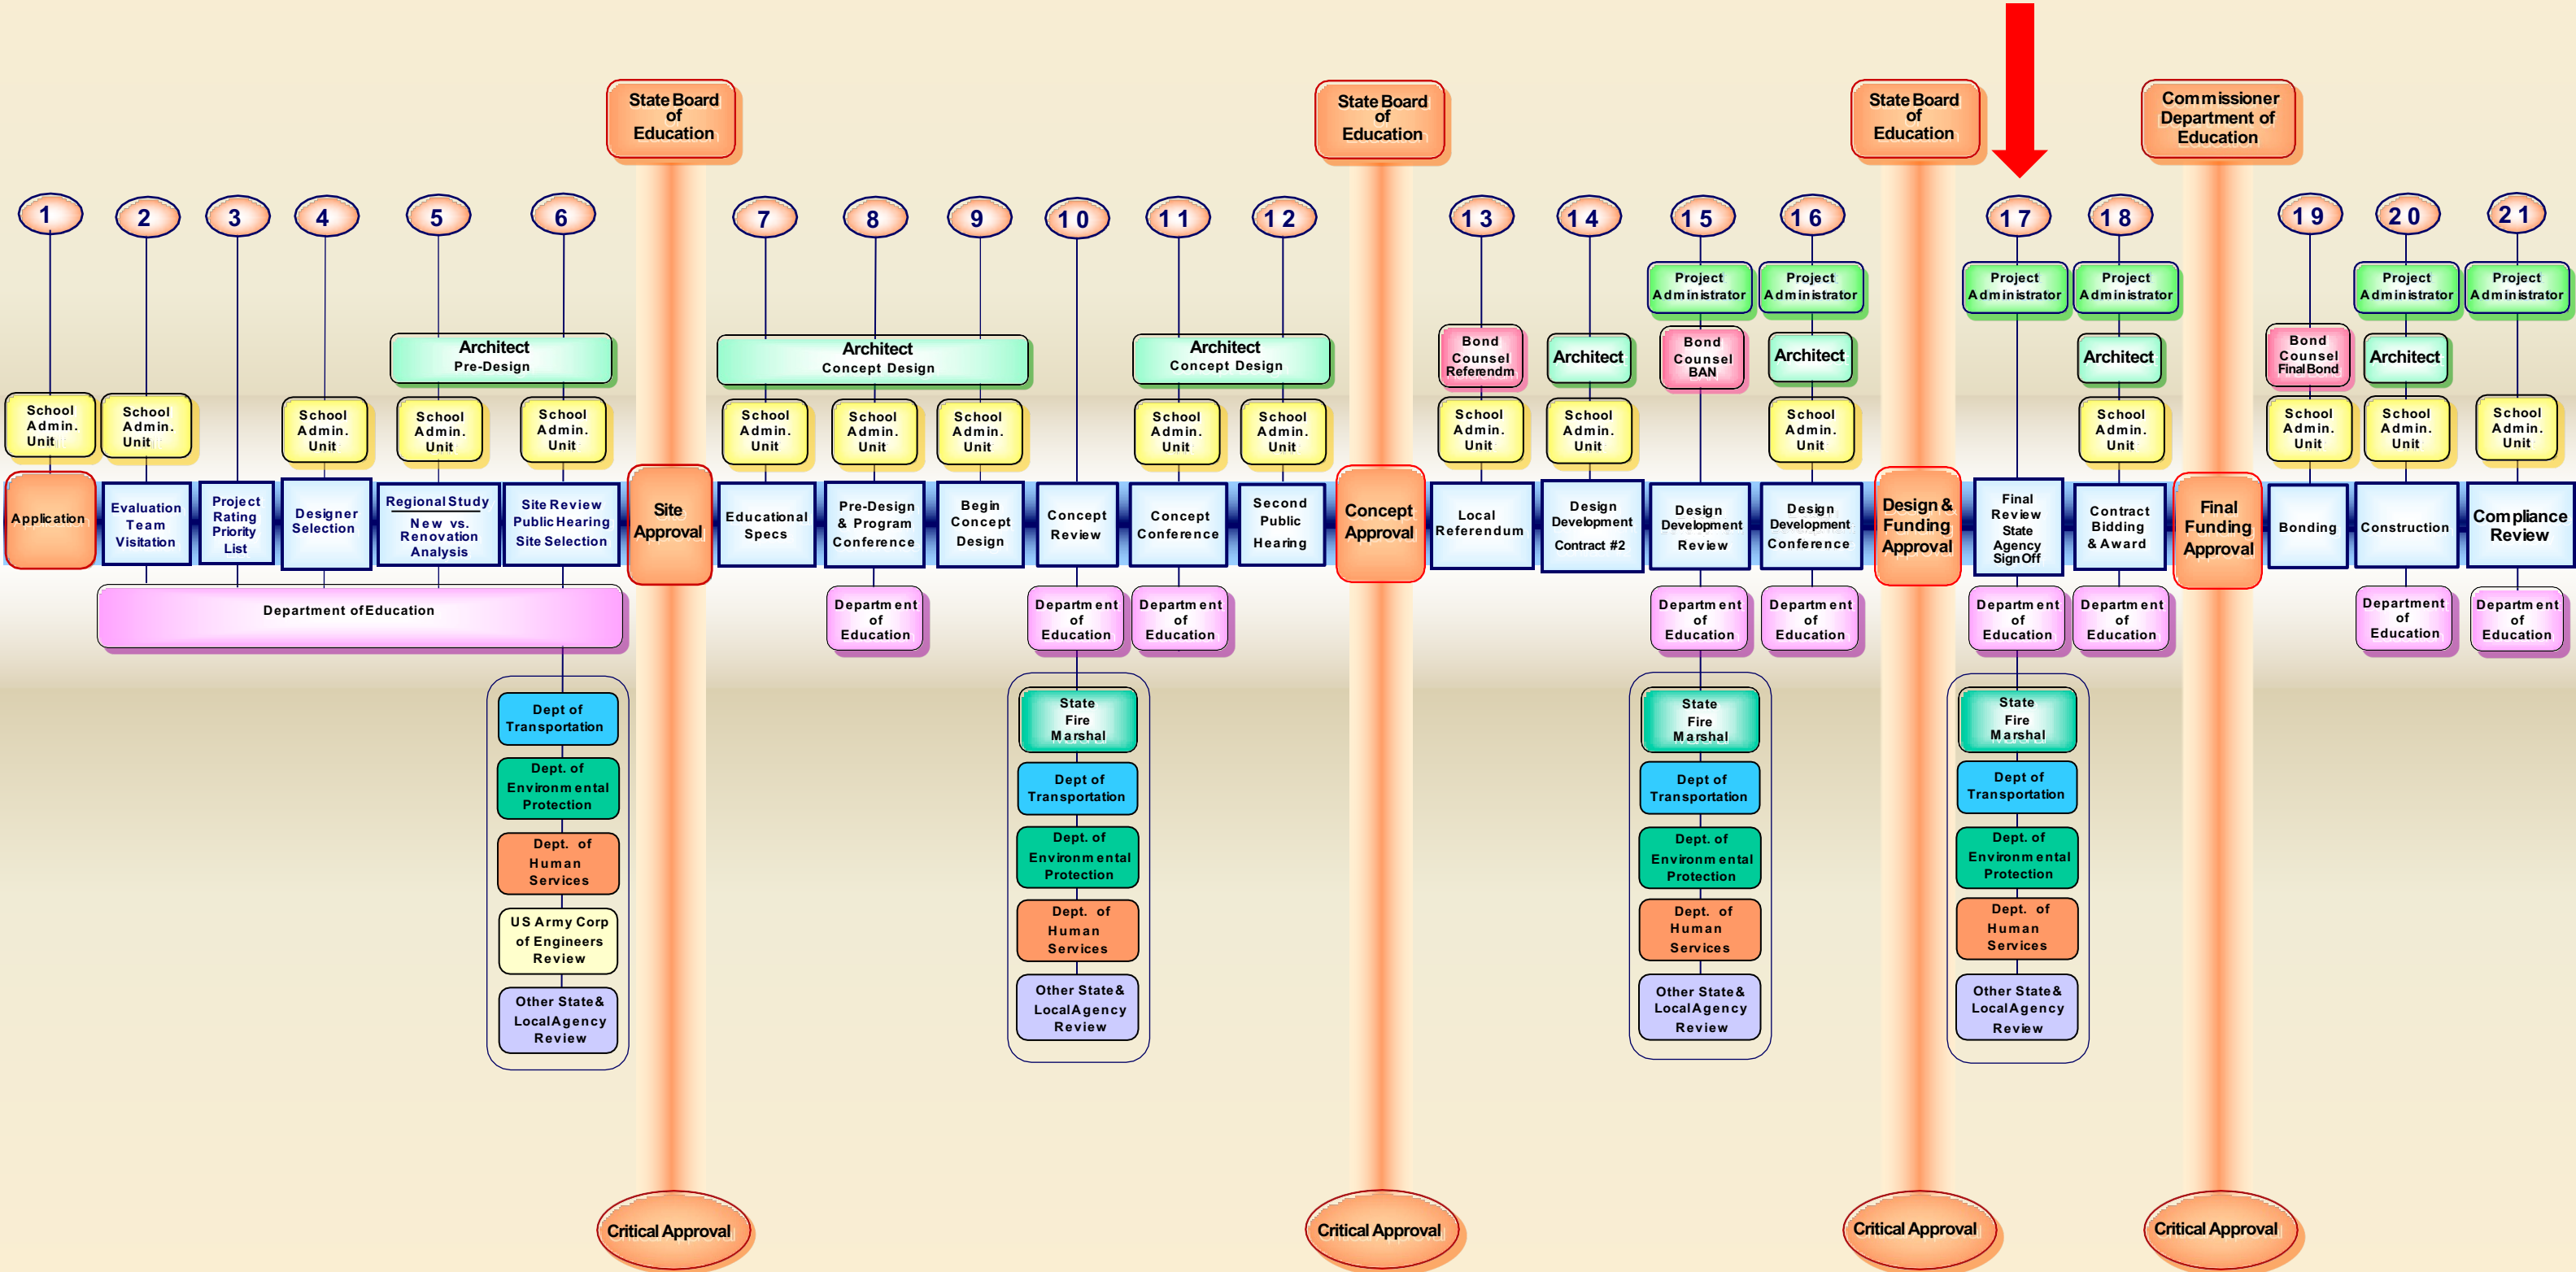 State Board
of
Education
State Board
of
Education
State Board
of
Education
Commissioner
Department of
Education
1
2
3
4
5
6
7
8
9
10
11
12
13
14
15
16
17
18
19
20
21
Project
Administrator
Project
Administrator
Project
Administrator
Project
Administrator
Project
Administrator
Project
Administrator
Architect
Pre-Design
Architect
Concept Design
Architect
Concept Design
Bond
Counsel
Referendm
Architect
Bond
Counsel
BAN
Architect
Architect
Bond
Counsel
Final Bond
Architect
School
Admin.
Unit
School
Admin.
Unit
School
Admin.
Unit
School
Admin.
Unit
School
Admin.
Unit
School
Admin.
Unit
School
Admin.
Unit
School
Admin.
Unit
School
Admin.
Unit
School
Admin.
Unit
School
Admin.
Unit
School
Admin.
Unit
School
Admin.
Unit
School
Admin.
Unit
School
Admin.
Unit
School
Admin.
Unit
School
Admin.
Unit
Application
Evaluation
Team
Visitation
Project
Rating
Priority
List
Designer
Selection
Regional Study
New vs.
Renovation
Analysis
Site Review
Public Hearing
Site Selection
Site
Approval
Educational
Specs
Pre-Design
& Program
Conference
Begin
Concept
Design
Concept
Review
Concept
Conference
Second
Public
Hearing
Concept
Approval
Local
Referendum
Design
Development
Contract #2
Design
Development
Review
Design
Development
Conference
Design &
Funding
Approval
Final
Review
State
Agency
Sign Off
Contract
Bidding
& Award
Final
Funding
Approval
Bonding
Construction
Compliance
Review
Department of Education
Department
of
Education
Department
of
Education
Department
of
Education
Department
of
Education
Department
of
Education
Department
of
Education
Department
of
Education
Department
of
Education
Department
of
Education
Dept of
Transportation
Dept. of
Environmental
Protection
Dept. of
Human
Services
US Army Corp
of Engineers
Review
Other State &
Local Agency
Review
State
Fire
Marshal
Dept of
Transportation
Dept. of
Environmental
Protection
Dept. of
Human
Services
Other State &
Local Agency
Review
State
Fire
Marshal
Dept of
Transportation
Dept. of
Environmental
Protection
Dept. of
Human
Services
Other State &
Local Agency
Review
State
Fire
Marshal
Dept of
Transportation
Dept. of
Environmental
Protection
Dept. of
Human
Services
Other State &
Local Agency
Review
Critical Approval
Critical Approval
Critical Approval
Critical Approval